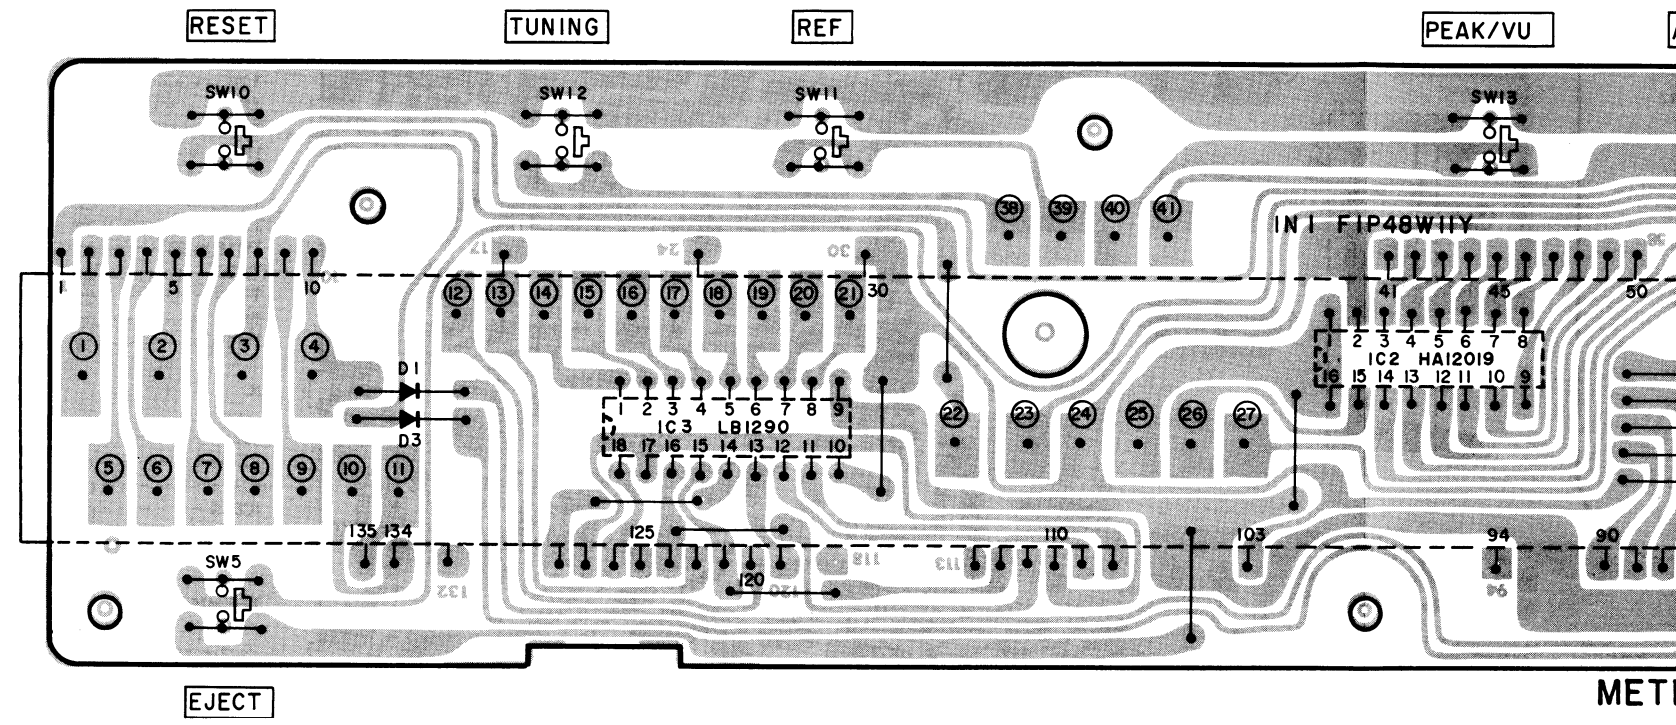 RESET TUNING REF PEAK/VU
SW10 SW12 SW11 SW13
38 39 40 41
IN1 FIP48W11Y
17 24 30
1 5 10 30 41 45 50
12 13 14 15 16 17 18 19 20 21
1 2 3 4
1 2 3 4 5 6 7 8
IC2 HA12019
16 15 14 13 12 11 10 9
D1
D3
1 2 3 4 5 6 7 8 9
IC3 LB1290
18 17 16 15 14 13 12 11 10
22 23 24 25 26 27
5 6 7 8 9 10 11
135 134 125 110 103 94 90
SW5
132 120 120 118 113 94
EJECT
METE